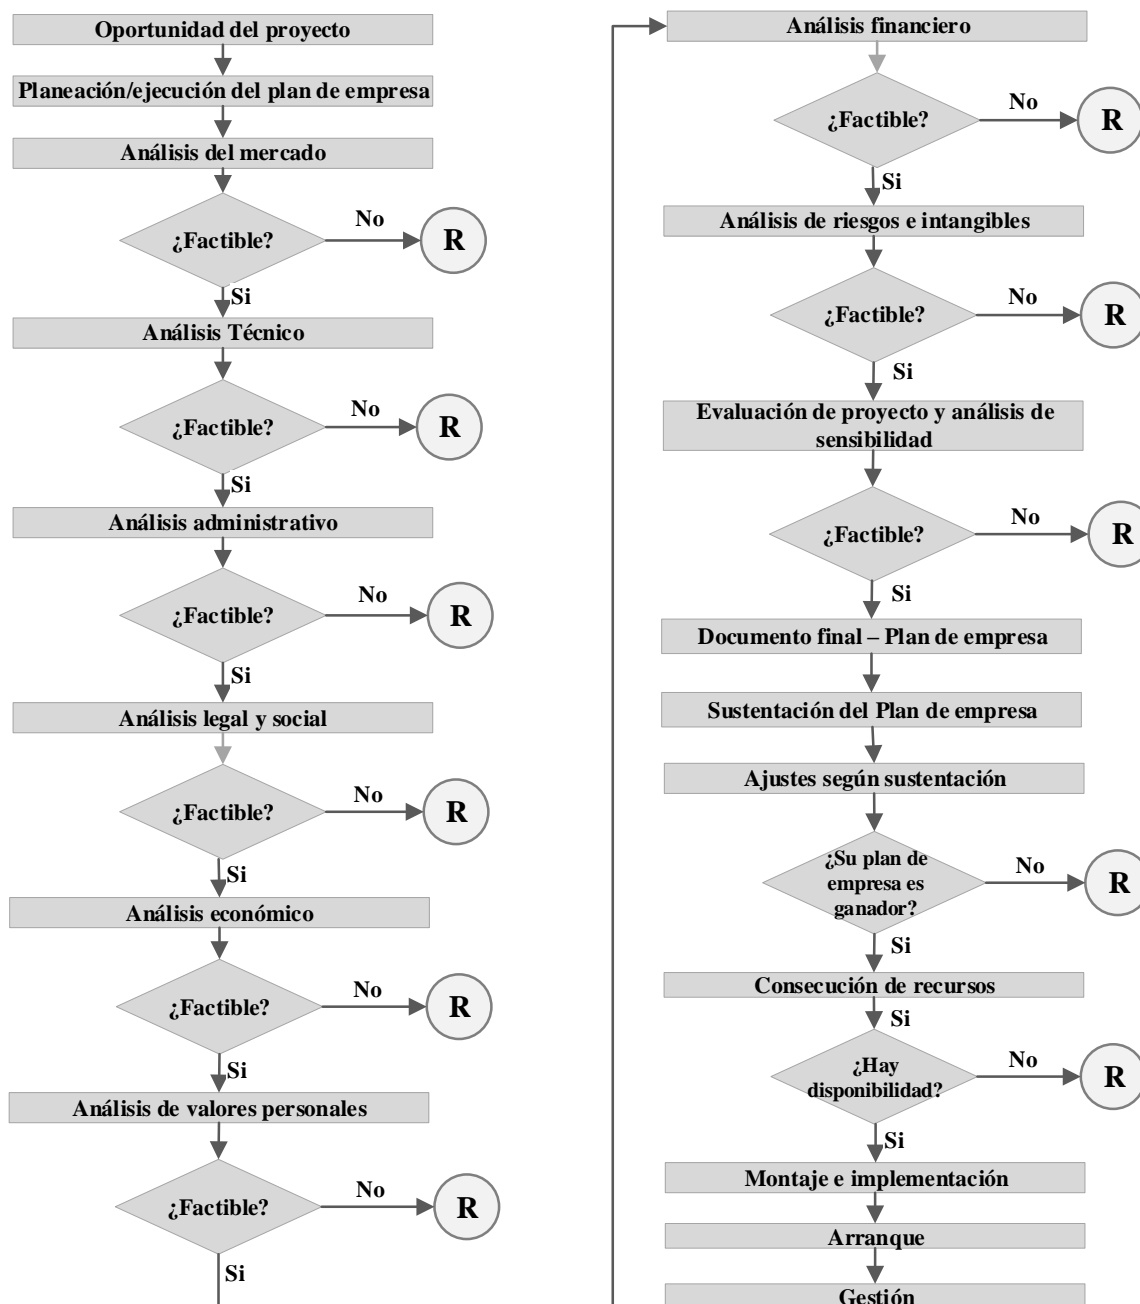 Oportunidad del proyecto
Planeación/ejecución del plan de empresa
Análisis del mercado
¿Factible?
No
R
Si
Análisis Técnico
¿Factible?
No
R
Si
Análisis administrativo
¿Factible?
No
R
Si
Análisis legal y social
¿Factible?
No
R
Si
Análisis económico
¿Factible?
No
R
Si
Análisis de valores personales
¿Factible?
No
R
Si
Análisis financiero
¿Factible?
No
R
Si
Análisis de riesgos e intangibles
¿Factible?
No
R
Si
Evaluación de proyecto y análisis de
sensibilidad
¿Factible?
No
R
Si
Documento final – Plan de empresa
Sustentación del Plan de empresa
Ajustes según sustentación
¿Su plan de
empresa es
ganador?
No
R
Si
Consecución de recursos
Si
¿Hay
disponibilidad?
No
R
Si
Montaje e implementación
Arranque
Gestión